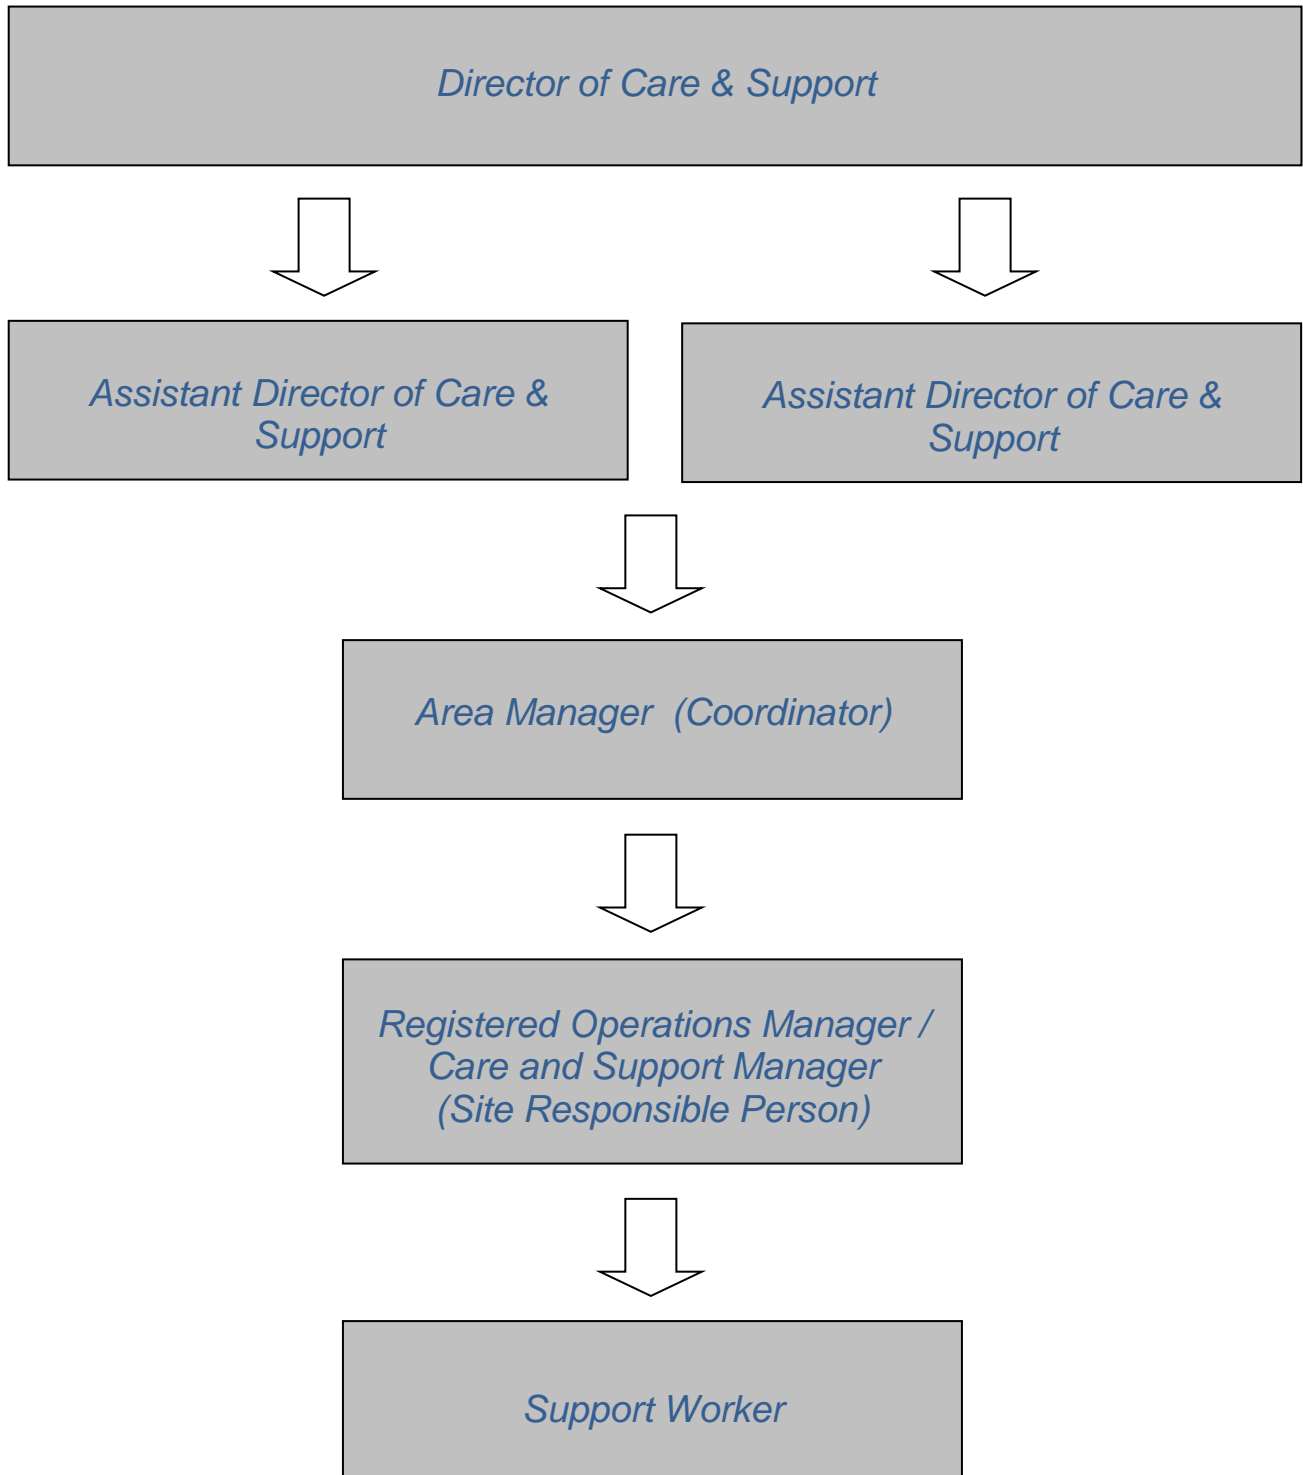 Director of Care & Support
Assistant Director of Care &
Support
Assistant Director of Care &
Support
Area Manager  (Coordinator)
Registered Operations Manager /
Care and Support Manager
(Site Responsible Person)
Support Worker